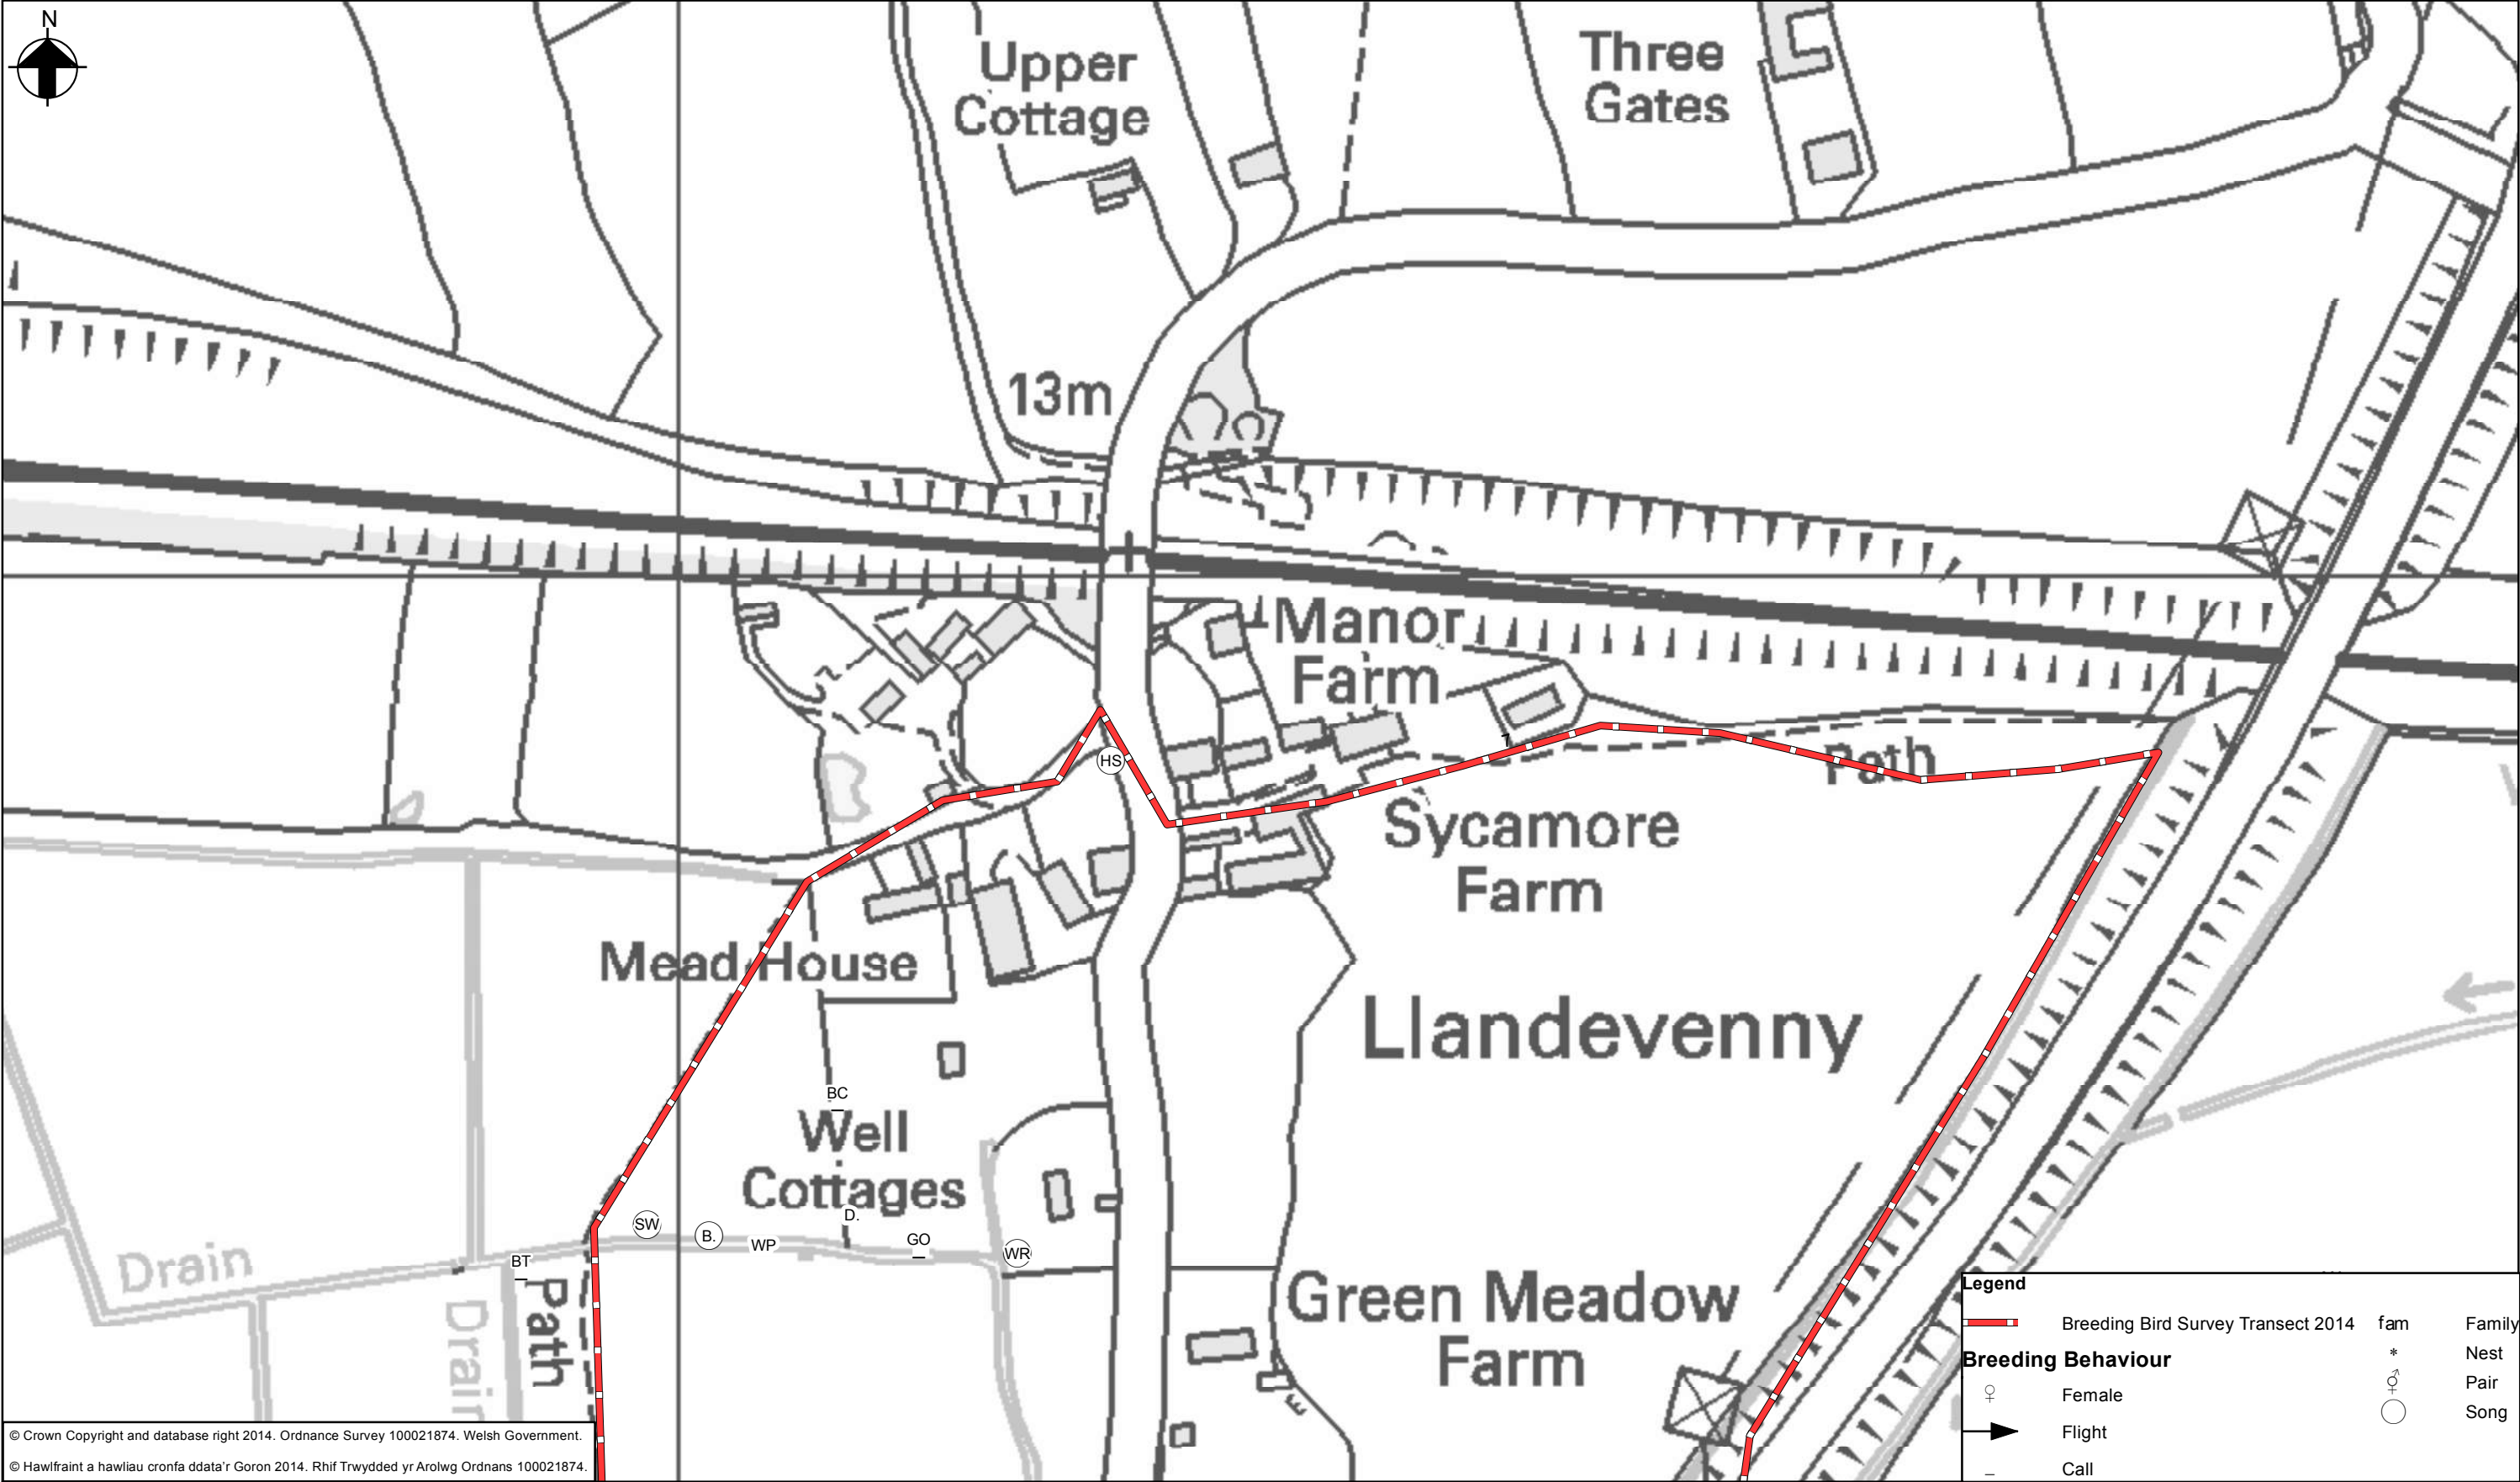 N
Upper
Cottage
Three
Gates
13m
Manor
Farm
HS
Path
Sycamore
Farm
Mead House
Llandevenny
BC
Well
Cottages
D.
SW
B.
WP
GO
WR
BT
Drain
Drain
Path
Green Meadow
Farm
Legend
Breeding Bird Survey Transect 2014
fam Family
Breeding Behaviour
* Nest
♀ Female
⚥ Pair
Song
Flight
_ Call
© Crown Copyright and database right 2014. Ordnance Survey 100021874. Welsh Government.
© Hawlfraint a hawliau cronfa ddata'r Goron 2014. Rhif Trwydded yr Arolwg Ordnans 100021874.